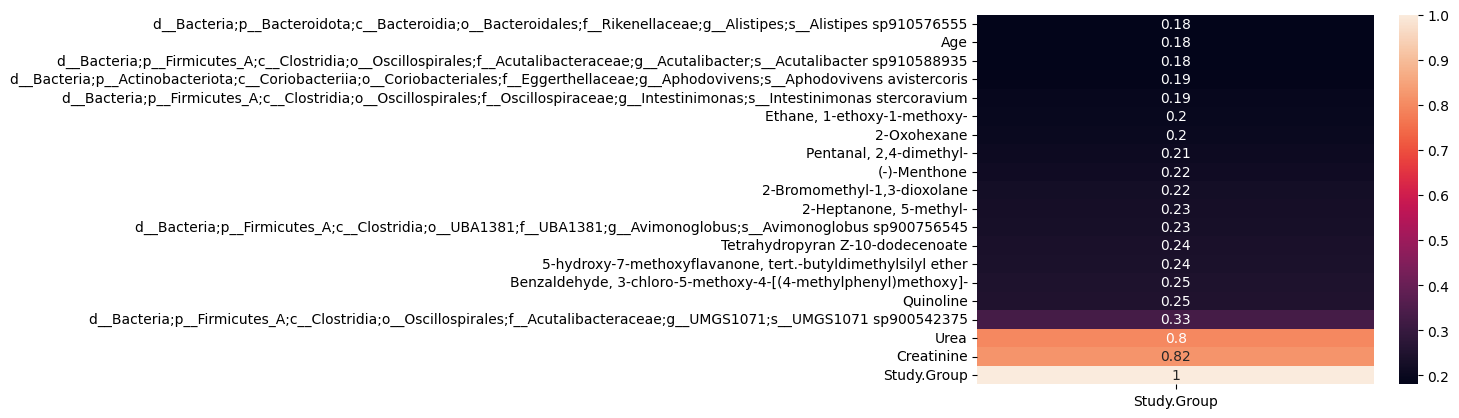 d__Bacteria;p__Bacteroidota;c__Bacteroidia;o__Bacteroidales;f__Rikenellaceae;g__Alistipes;s__Alistipes sp910576555 0.18
Age 0.18
d__Bacteria;p__Firmicutes_A;c__Clostridia;o__Oscillospirales;f__Acutalibacteraceae;g__Acutalibacter;s__Acutalibacter sp910588935 0.18
d__Bacteria;p__Actinobacteriota;c__Coriobacteriia;o__Coriobacteriales;f__Eggerthellaceae;g__Aphodovivens;s__Aphodovivens avistercoris 0.19
d__Bacteria;p__Firmicutes_A;c__Clostridia;o__Oscillospirales;f__Oscillospiraceae;g__Intestinimonas;s__Intestinimonas stercoravium 0.19
Ethane, 1-ethoxy-1-methoxy- 0.2
2-Oxohexane 0.2
Pentanal, 2,4-dimethyl- 0.21
(-)-Menthone 0.22
2-Bromomethyl-1,3-dioxolane 0.22
2-Heptanone, 5-methyl- 0.23
d__Bacteria;p__Firmicutes_A;c__Clostridia;o__UBA1381;f__UBA1381;g__Avimonoglobus;s__Avimonoglobus sp900756545 0.23
Tetrahydropyran Z-10-dodecenoate 0.24
5-hydroxy-7-methoxyflavanone, tert.-butyldimethylsilyl ether 0.24
Benzaldehyde, 3-chloro-5-methoxy-4-[(4-methylphenyl)methoxy]- 0.25
Quinoline 0.25
d__Bacteria;p__Firmicutes_A;c__Clostridia;o__Oscillospirales;f__Acutalibacteraceae;g__UMGS1071;s__UMGS1071 sp900542375 0.33
Urea 0.8
Creatinine 0.82
Study.Group 1
Study.Group
1.0
0.9
0.8
0.7
0.6
0.5
0.4
0.3
0.2